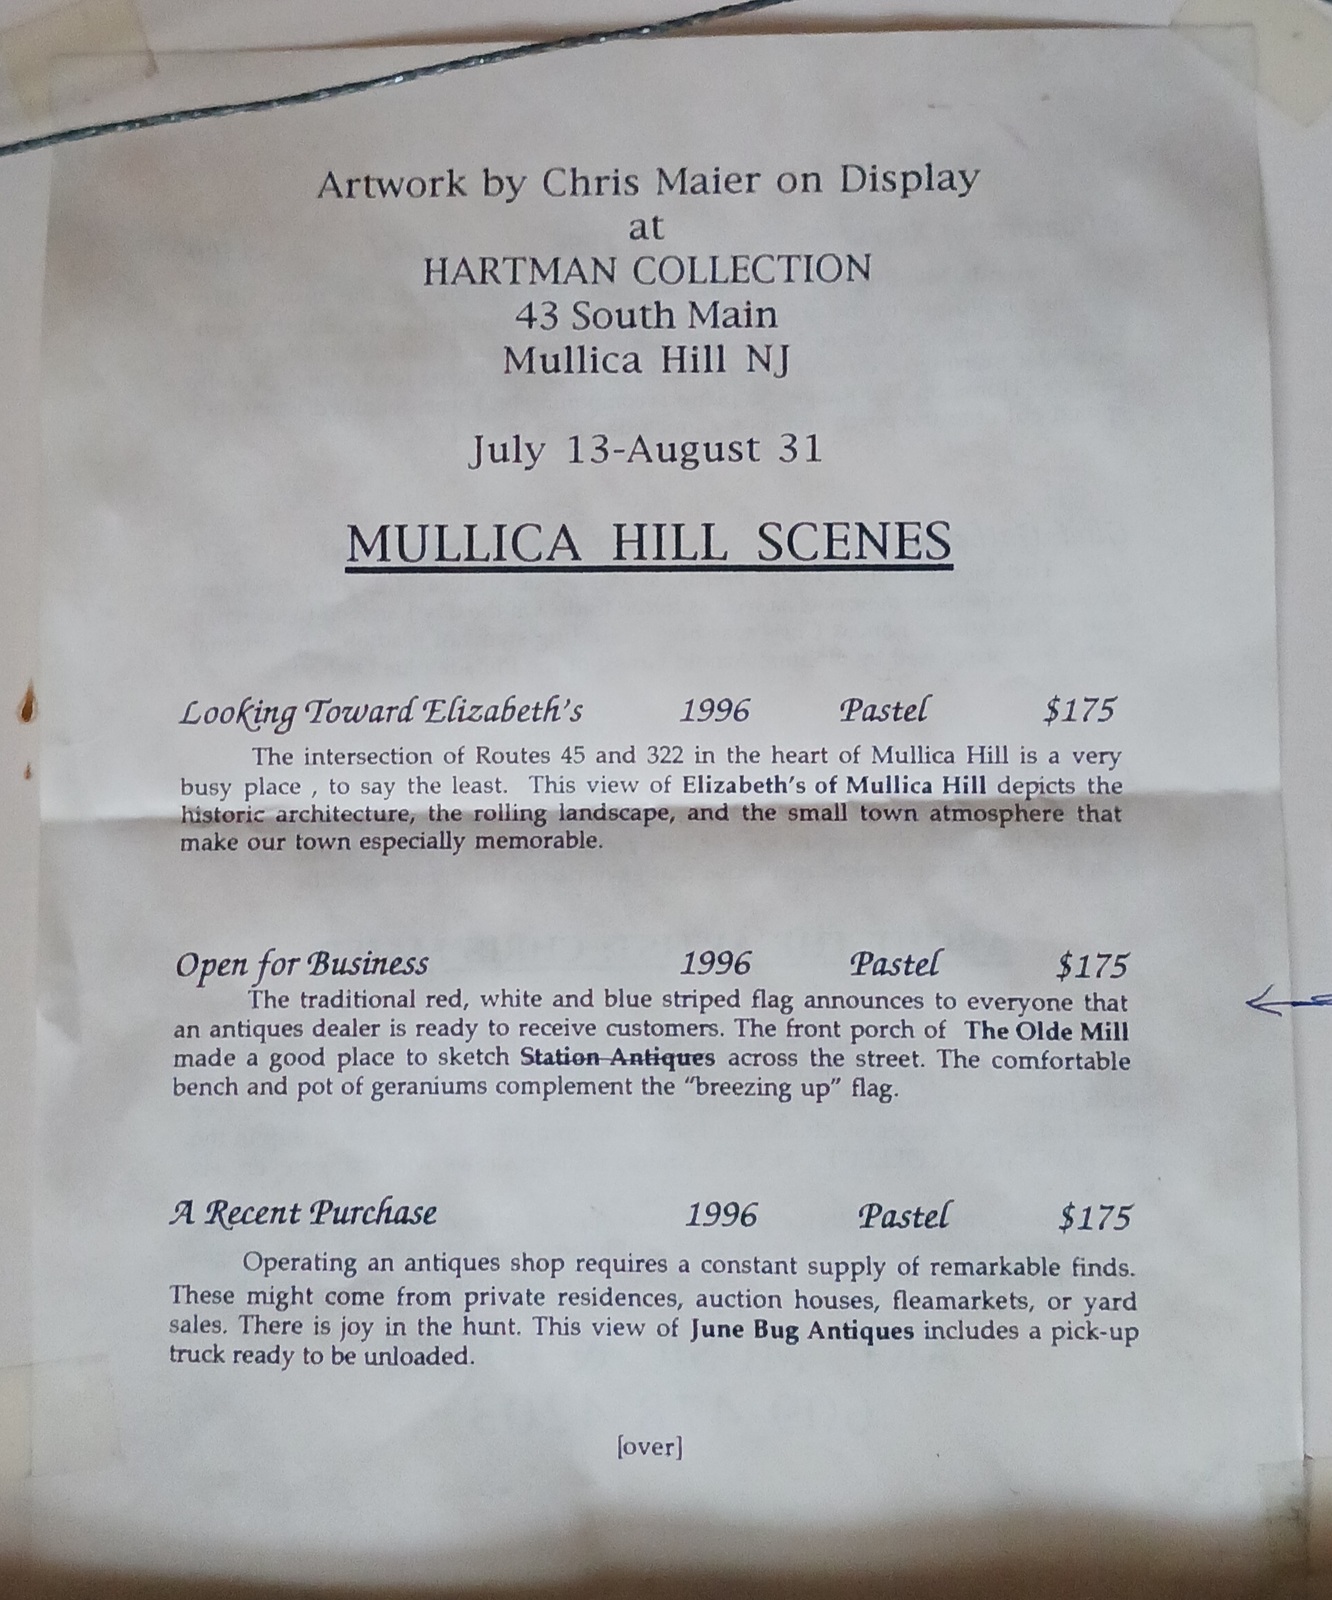 Artwork by Chris Maier on Display
at
HARTMAN COLLECTION
43 South Main
Mullica Hill NJ
July 13-August 31
MULLICA HILL SCENES
Looking Toward Elizabeth's 1996 Pastel $175
The intersection of Routes 45 and 322 in the heart of Mullica Hill is a very
busy place , to say the least. This view of Elizabeth's of Mullica Hill depicts the
historic architecture, the rolling landscape, and the small town atmosphere that
make our town especially memorable.
Open for Business 1996 Pastel $175
The traditional red, white and blue striped flag announces to everyone that
an antiques dealer is ready to receive customers. The front porch of The Olde Mill
made a good place to sketch Station Antiques across the street. The comfortable
bench and pot of geraniums complement the "breezing up" flag.
A Recent Purchase 1996 Pastel $175
Operating an antiques shop requires a constant supply of remarkable finds.
These might come from private residences, auction houses, fleamarkets, or yard
sales. There is joy in the hunt. This view of June Bug Antiques includes a pick-up
truck ready to be unloaded.
[over]